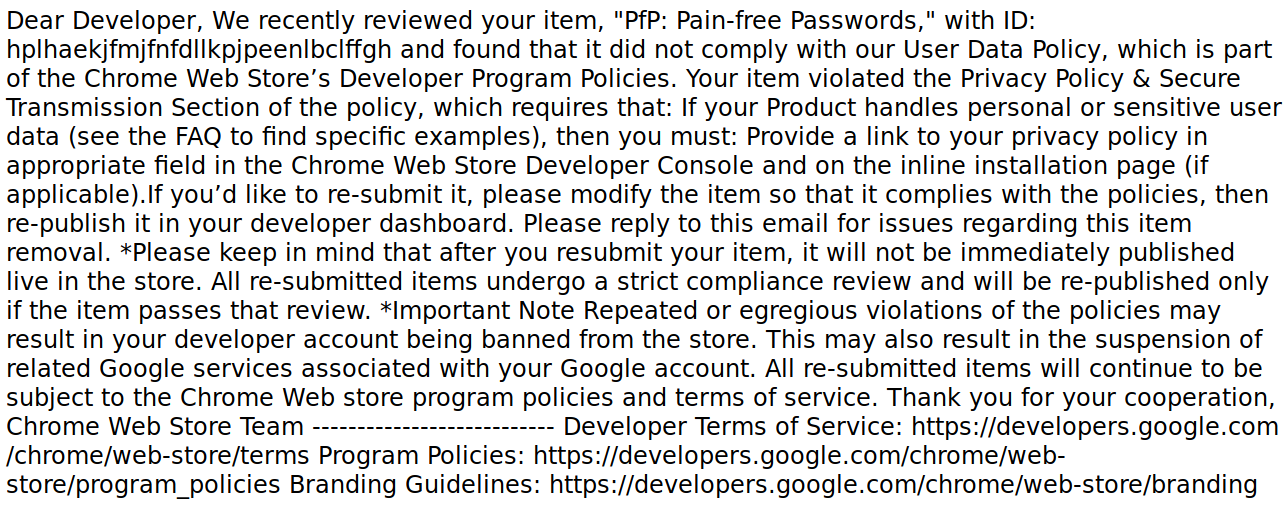 Dear Developer, We recently reviewed your item, "PfP: Pain-free Passwords," with ID:
hplhaekjfmjfnfdllkpjpeenlbclffgh and found that it did not comply with our User Data Policy, which is part
of the Chrome Web Store’s Developer Program Policies. Your item violated the Privacy Policy & Secure
Transmission Section of the policy, which requires that: If your Product handles personal or sensitive user
data (see the FAQ to find specific examples), then you must: Provide a link to your privacy policy in
appropriate field in the Chrome Web Store Developer Console and on the inline installation page (if
applicable).If you’d like to re-submit it, please modify the item so that it complies with the policies, then
re-publish it in your developer dashboard. Please reply to this email for issues regarding this item
removal. *Please keep in mind that after you resubmit your item, it will not be immediately published
live in the store. All re-submitted items undergo a strict compliance review and will be re-published only
if the item passes that review. *Important Note Repeated or egregious violations of the policies may
result in your developer account being banned from the store. This may also result in the suspension of
related Google services associated with your Google account. All re-submitted items will continue to be
subject to the Chrome Web store program policies and terms of service. Thank you for your cooperation,
Chrome Web Store Team --------------------------- Developer Terms of Service: https://developers.google.com
/chrome/web-store/terms Program Policies: https://developers.google.com/chrome/web-
store/program_policies Branding Guidelines: https://developers.google.com/chrome/web-store/branding